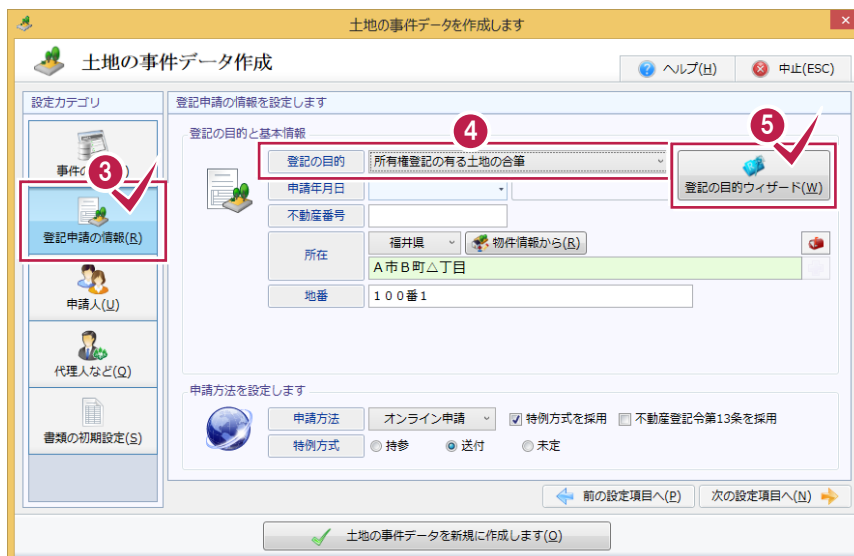 土地の事件データを作成します
土地の事件データ作成
ヘルプ(H)
中止(ESC)
設定カテゴリ
登記申請の情報を設定します
登記の目的と基本情報
④
⑤
登記の目的
所有権登記の有る土地の合筆
登記の目的ウィザード(W)
③
申請年月日
登記申請の情報(R)
不動産番号
所在
福井県
物件情報から(R)
A市B町△丁目
申請人(U)
地番
100番1
代理人など(Q)
申請方法を設定します
申請方法
オンライン申請
特例方式を採用
不動産登記令第13条を採用
書類の初期設定(S)
特例方式
持参
送付
未定
前の設定項目へ(P)
次の設定項目へ(N)
土地の事件データを新規に作成します(O)